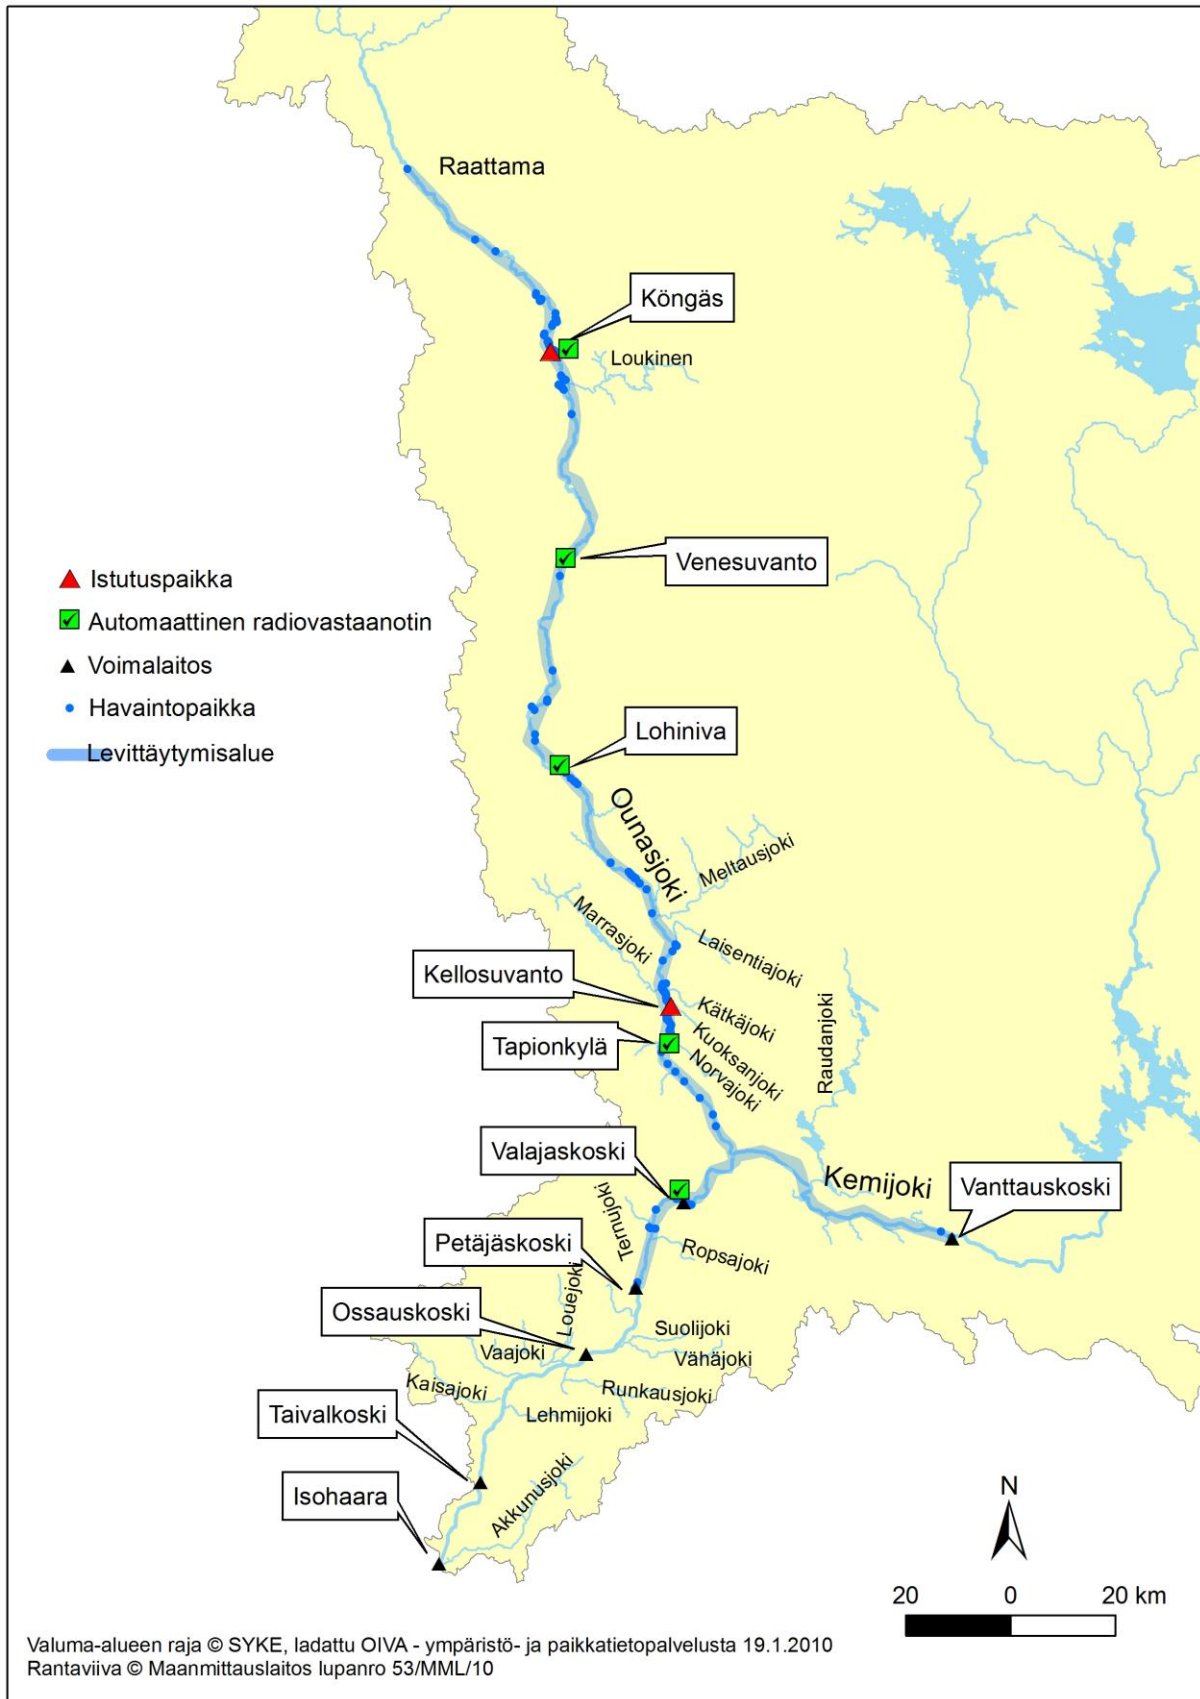 Raattama
Köngäs
Loukinen
Venesuvanto
Istutuspaikka
Automaattinen radiovastaanotin
Voimalaitos
Havaintopaikka
Levittäytymisalue
Lohiniva
Ounasjoki
Meltausjoki
Marrasjoki
Laisentiajoki
Kellosuvanto
Kätkäjoki
Raudanjoki
Tapionkylä
Kuoksanjoki
Norvajoki
Valajaskoski
Kemijoki
Vanttauskoski
Ternujoki
Petäjäskoski
Ropsajoki
Louejoki
Ossauskoski
Suolijoki
Vaajoki
Vähäjoki
Kaisajoki
Runkausjoki
Taivalkoski
Lehmijoki
Isohaara
Akkunusjoki
N
20 0 20 km
Valuma-alueen raja © SYKE, ladattu OIVA - ympäristö- ja paikkatietopalvelusta 19.1.2010
Rantaviiva © Maanmittauslaitos lupanro 53/MML/10